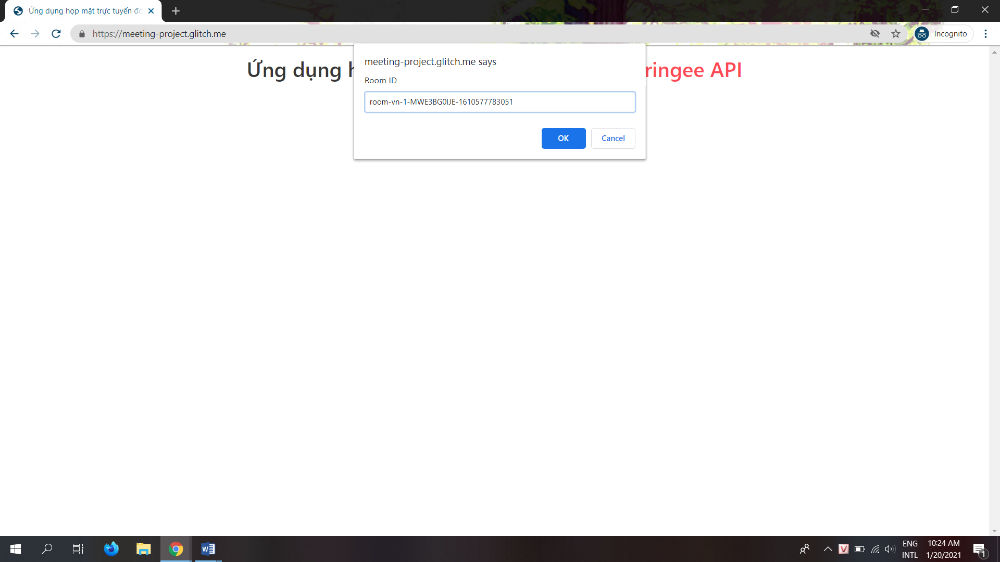 Ứng dụng họp mặt trực tuyến đơ
https://meeting-project.glitch.me
Incognito
Ứng dụng
ringee API
meeting-project.glitch.me says
Room ID
room-vn-1-MWE3BG0IJE-1610577783051
OK
Cancel
ENG
INTL
10:24 AM
1/20/2021
1